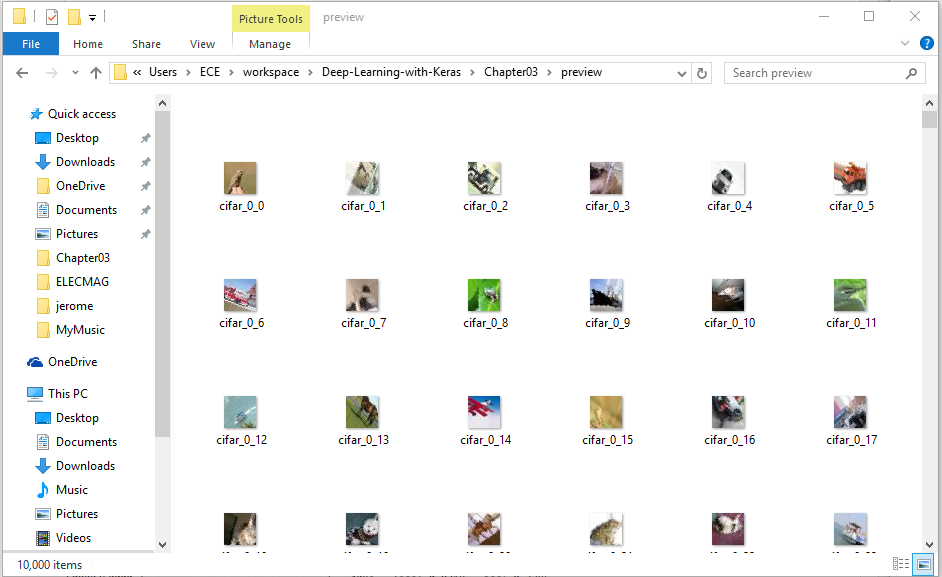 Picture Tools preview
File Home Share View Manage
« Users > ECE > workspace > Deep-Learning-with-Keras > Chapter03 > preview Search preview
Quick access
Desktop
Downloads
OneDrive
Documents
Pictures
Chapter03
ELECMAG
jerome
MyMusic
OneDrive
This PC
Desktop
Documents
Downloads
Music
Pictures
Videos
cifar_0_0 cifar_0_1 cifar_0_2 cifar_0_3 cifar_0_4 cifar_0_5
cifar_0_6 cifar_0_7 cifar_0_8 cifar_0_9 cifar_0_10 cifar_0_11
cifar_0_12 cifar_0_13 cifar_0_14 cifar_0_15 cifar_0_16 cifar_0_17
10,000 items